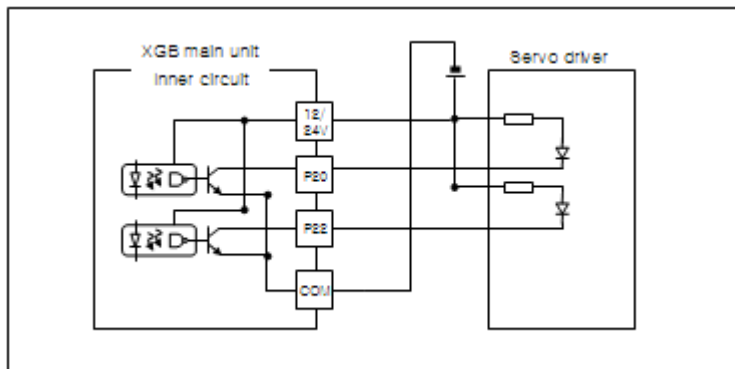 XGB main unit
inner circuit
Servo driver
12/
24V
P20
P22
COM